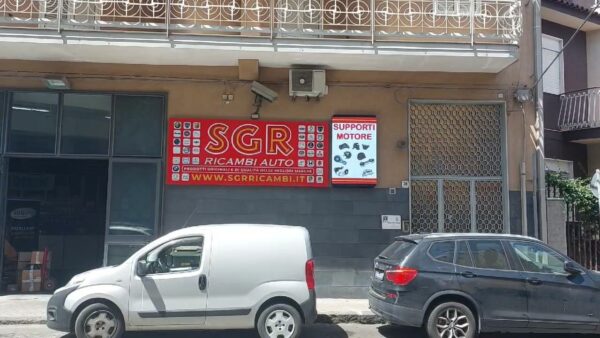 SGR
RICAMBI AUTO
PRODOTTI ORIGINALI E DI QUALITÀ DELLE MIGLIORI MARCHE
WWW.SGRRICAMBI.IT
SUPPORTI
MOTORE